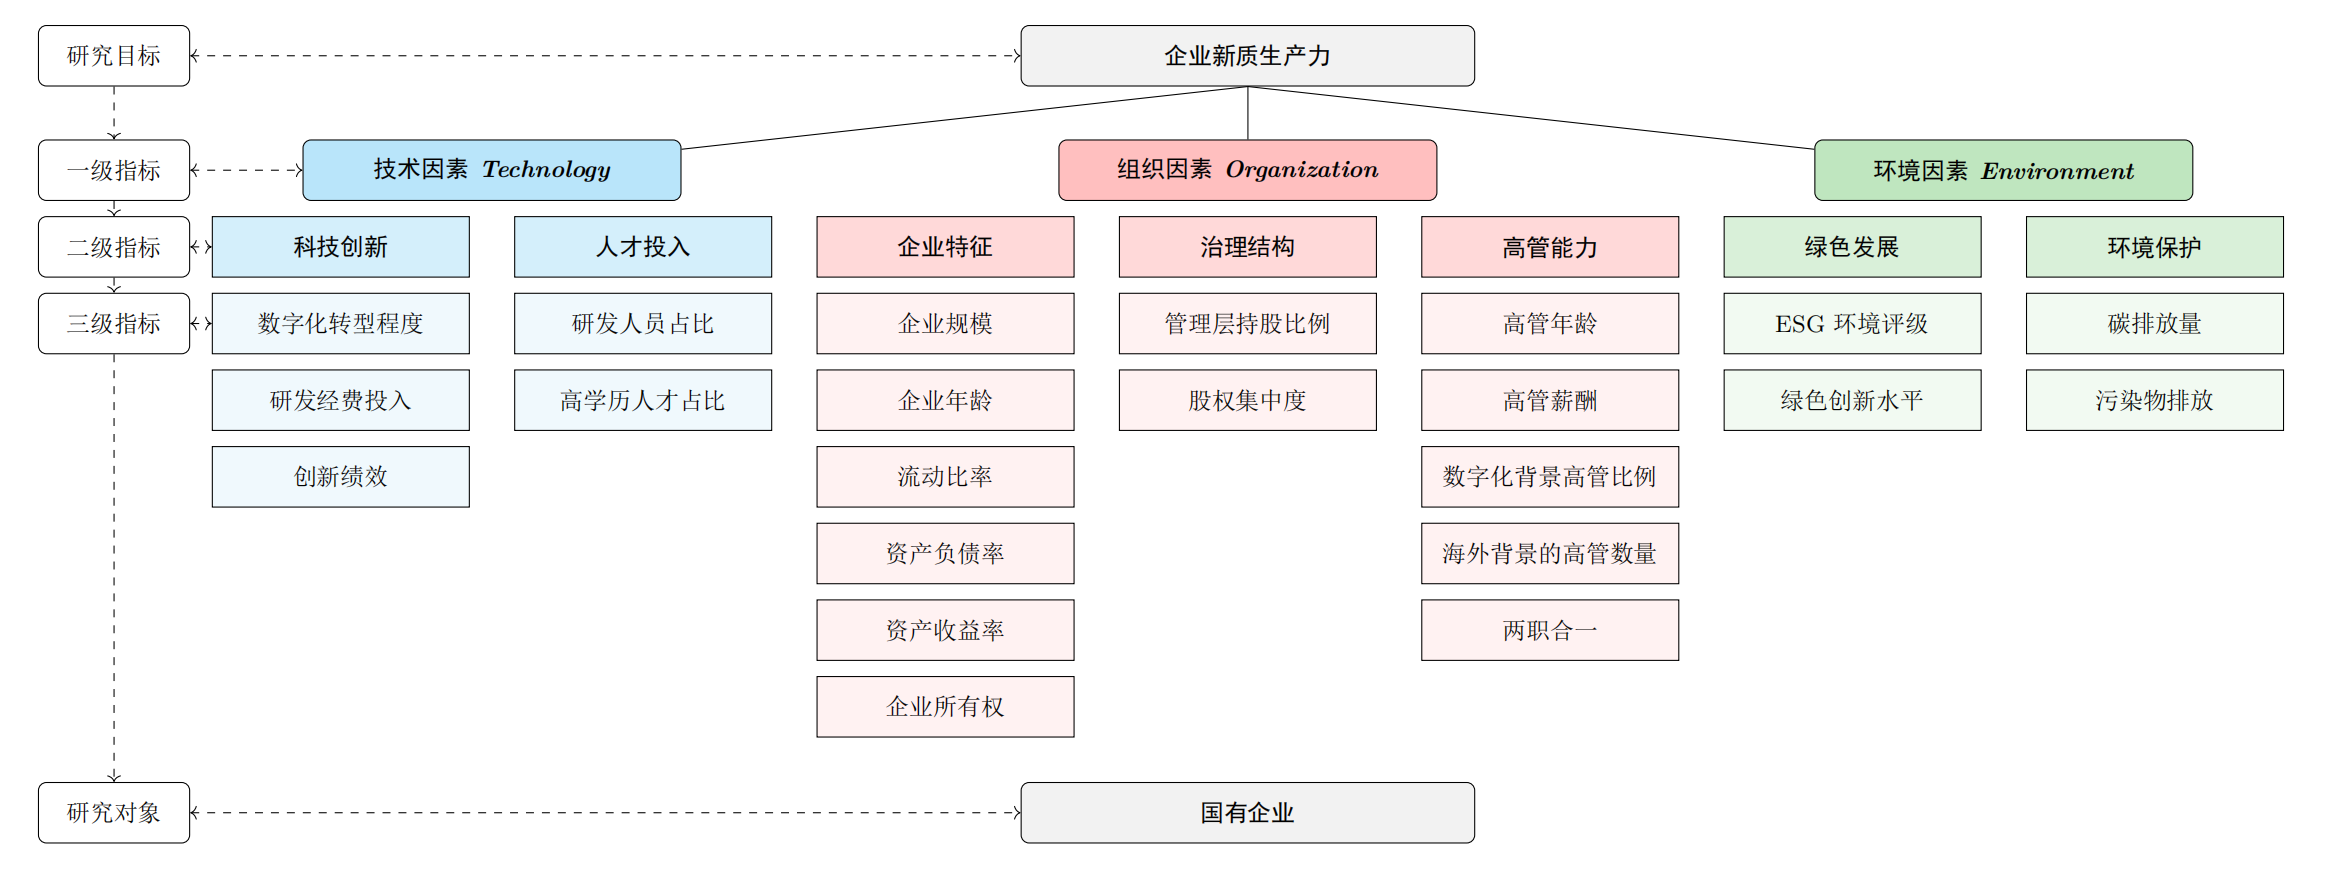 研究目标
企业新质生产力
一级指标
技术因素 Technology
组织因素 Organization
环境因素 Environment
二级指标
科技创新
人才投入
企业特征
治理结构
高管能力
绿色发展
环境保护
三级指标
数字化转型程度
研发人员占比
企业规模
管理层持股比例
高管年龄
ESG 环境评级
碳排放量
研发经费投入
高学历人才占比
企业年龄
股权集中度
高管薪酬
绿色创新水平
污染物排放
创新绩效
流动比率
数字化背景高管比例
资产负债率
海外背景的高管数量
资产收益率
两职合一
企业所有权
研究对象
国有企业